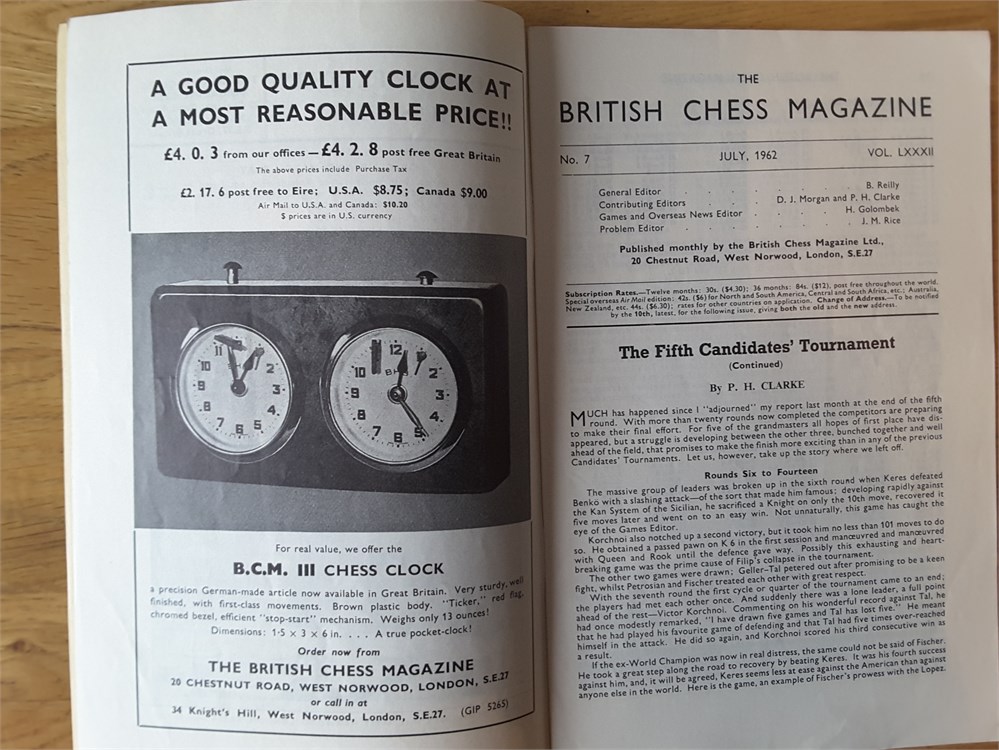 A GOOD QUALITY CLOCK AT
A MOST REASONABLE PRICE!!
£4. 0. 3 from our offices — £4. 2. 8 post free Great Britain
The above prices include Purchase Tax
£2. 17. 6 post free to Eire; U.S.A. $8.75; Canada $9.00
Air Mail to U.S.A. and Canada: $10.20
$ prices are in U.S. currency
For real value, we offer the
B.C.M. III CHESS CLOCK
a precision German-made article now available in Great Britain. Very sturdy, well
finished, with first-class movements. Brown plastic body. "Ticker," red flag,
chromed bezel, efficient "stop-start" mechanism. Weighs only 13 ounces!
Dimensions: 1·5 × 3 × 6 in. . . . A true pocket-clock!
Order now from
THE BRITISH CHESS MAGAZINE
20 CHESTNUT ROAD, WEST NORWOOD, LONDON, S.E.27
or call in at
34 Knight's Hill, West Norwood, London, S.E.27. (GIP 5265)
THE
BRITISH CHESS MAGAZINE
No. 7 JULY, 1962 VOL. LXXXII
General Editor . . . . . . . . B. Reilly
Contributing Editors . . . . D. J. Morgan and P. H. Clarke
Games and Overseas News Editor . . . . . H. Golombek
Problem Editor . . . . . . . . J. M. Rice
Published monthly by the British Chess Magazine Ltd.,
20 Chestnut Road, West Norwood, London, S.E.27
Subscription Rates.—Twelve months: 30s. ($4.30); 36 months: 84s. ($12), post free throughout the world.
Special overseas Air Mail edition: 42s. ($6) for North and South America, Central and South Africa, etc.; Australia,
New Zealand, etc. 44s. ($6.30); rates for other countries on application. Change of Address.—To be notified
by the 10th, latest, for the following issue, giving both the old and the new address.
The Fifth Candidates' Tournament
(Continued)
By P. H. CLARKE
MUCH has happened since I "adjourned" my report last month at the end of the fifth
round. With more than twenty rounds now completed the competitors are preparing
to make their final effort. For five of the grandmasters all hopes of first place have dis-
appeared, but a struggle is developing between the other three, bunched together and well
ahead of the field, that promises to make the finish more exciting than in any of the previous
Candidates' Tournaments. Let us, however, take up the story where we left off.
Rounds Six to Fourteen
The massive group of leaders was broken up in the sixth round when Keres defeated
Benkö with a slashing attack—of the sort that made him famous; developing rapidly against
the Kan System of the Sicilian, he sacrificed a Knight on only the 10th move, recovered it
five moves later and went on to an easy win. Not unnaturally, this game has caught the
eye of the Games Editor.
Korchnoi also notched up a second victory, but it took him no less than 101 moves to do
so. He obtained a passed pawn on K 6 in the first session and manœuvred and manœuvred
with Queen and Rook until the defence gave way. Possibly this exhausting and heart-
breaking game was the prime cause of Filip's collapse in the tournament.
The other two games were drawn; Geller–Tal petered out after promising to be a keen
fight, whilst Petrosian and Fischer treated each other with great respect.
With the seventh round the first cycle or quarter of the tournament came to an end;
the players had met each other once. And suddenly there was a lone leader, a full point
ahead of the rest—Victor Korchnoi. Commenting on his wonderful record against Tal, he
had once modestly remarked, "I have drawn five games and Tal has lost five." He meant
that he had played his favourite game of defending and that Tal had five times over-reached
himself in the attack. He did so again, and Korchnoi scored his third consecutive win as
a result.
If the ex-World Champion was now in real distress, the same could not be said of Fischer.
He took a great step along the road to recovery by beating Keres. It was his fourth success
against him, and, it will be agreed, Keres seems less at ease against the American than against
anyone else in the world. Here is the game, an example of Fischer's prowess with the Lopez.